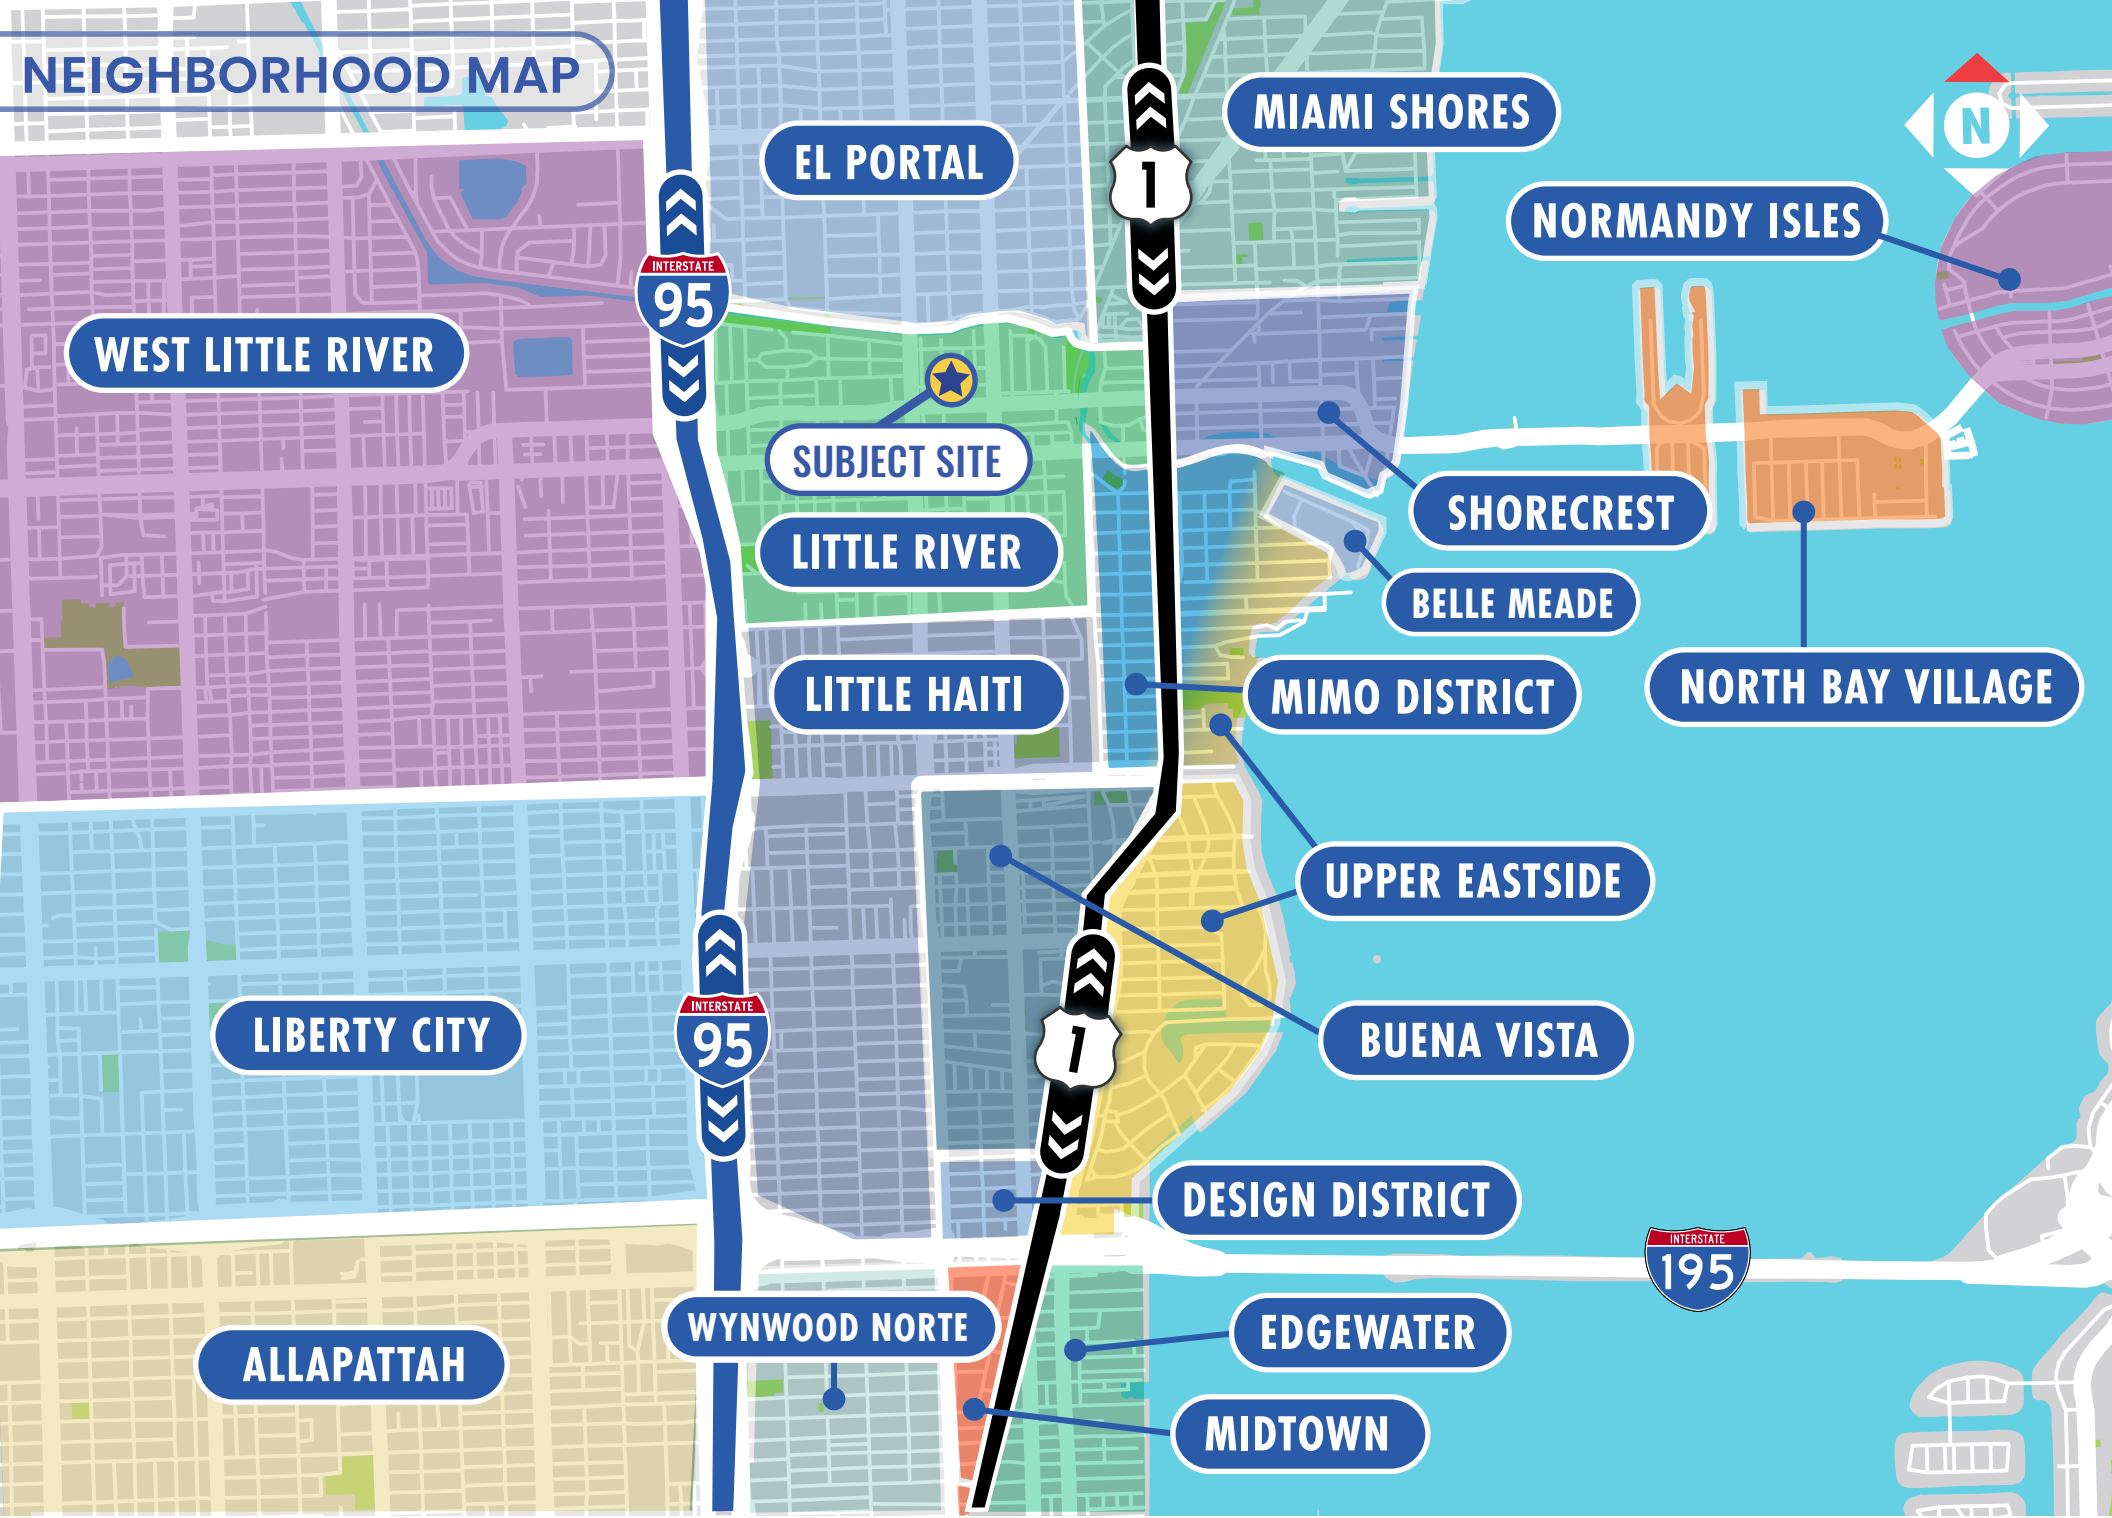 NEIGHBORHOOD MAP
MIAMI SHORES
N
EL PORTAL
1
NORMANDY ISLES
INTERSTATE
95
WEST LITTLE RIVER
SUBJECT SITE
SHORECREST
LITTLE RIVER
BELLE MEADE
LITTLE HAITI
MIMO DISTRICT
NORTH BAY VILLAGE
UPPER EASTSIDE
LIBERTY CITY
INTERSTATE
95
1
BUENA VISTA
DESIGN DISTRICT
INTERSTATE
195
WYNWOOD NORTE
EDGEWATER
ALLAPATTAH
MIDTOWN